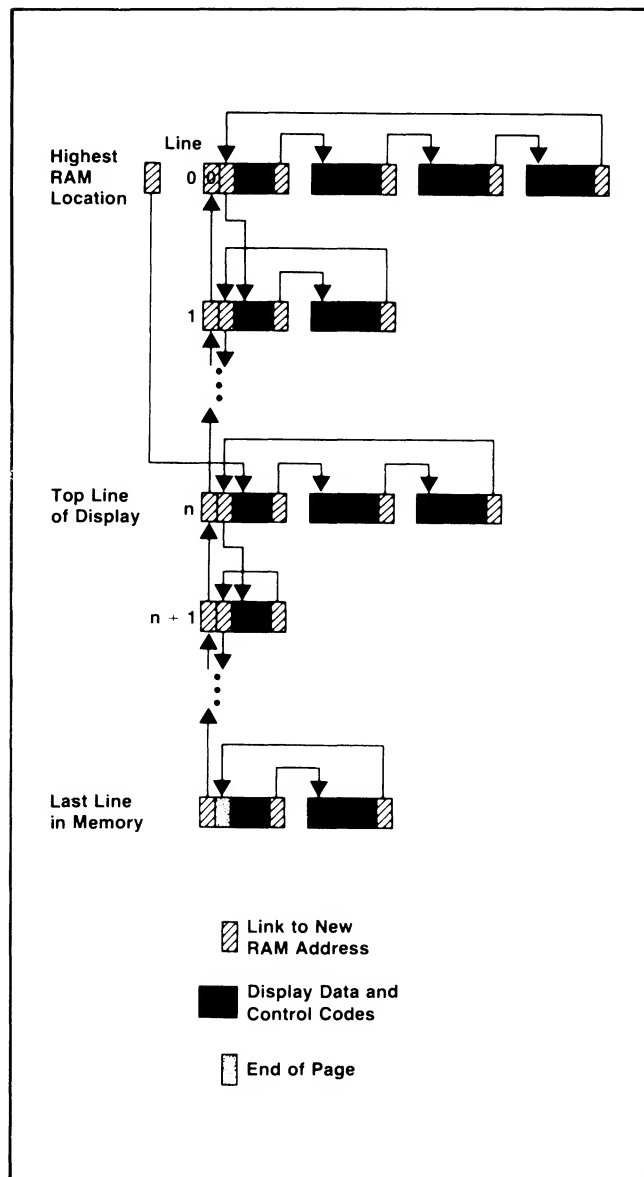 Line
Highest
RAM
Location
0 0
1
Top Line
of Display
n
n + 1
Last Line
in Memory
Link to New
RAM Address
Display Data and
Control Codes
End of Page